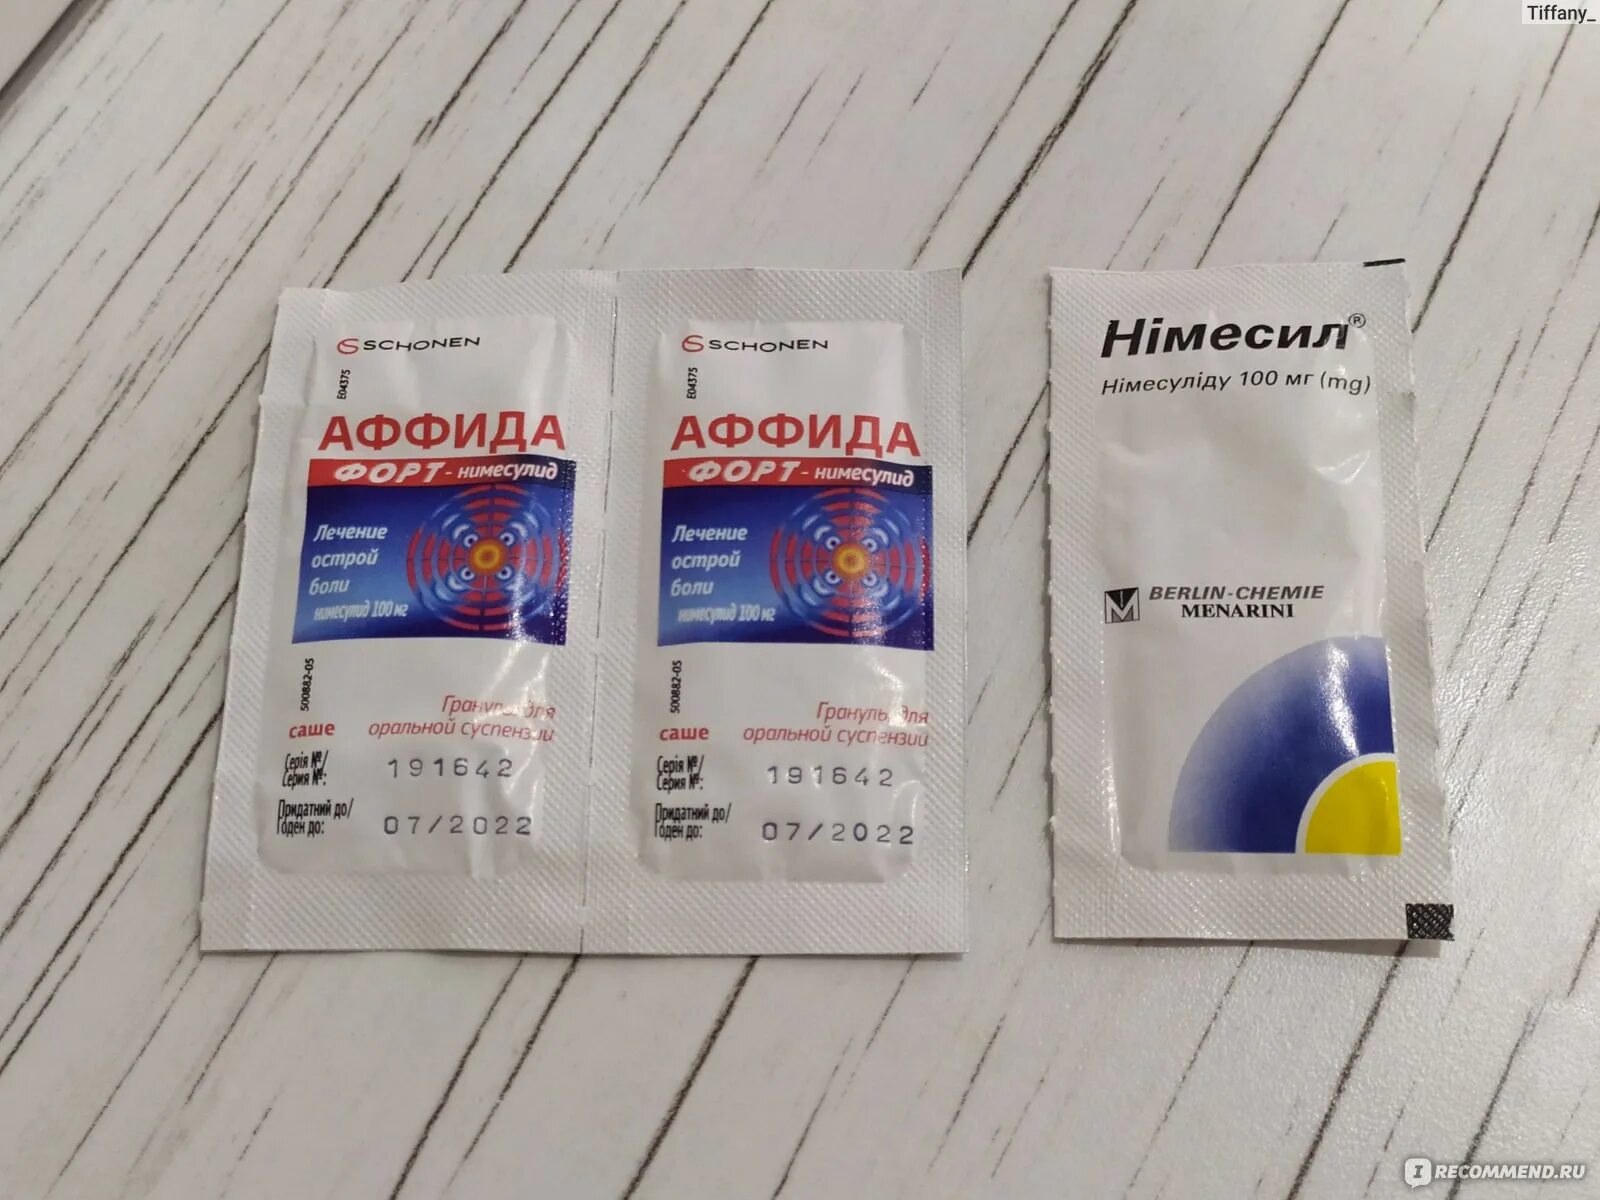 Tiffany_
SCHONEN
E04375
АФФИДА
ФОРТ - нимесулид
Лечение
острой
боли
нимесулид 100 мг
500882-05
саше
Гранулы для
оральной суспензии
Серія №/
Серия №:
191642
Придатний до/
Годен до:
07/2022
SCHONEN
E04375
АФФИДА
ФОРТ - нимесулид
Лечение
острой
боли
нимесулид 100 мг
500882-05
саше
Гранулы для
оральной суспензии
Серія №/
Серия №:
191642
Придатний до/
Годен до:
07/2022
Німесил®
Німесуліду 100 мг (mg)
BERLIN-CHEMIE
MENARINI
IRECOMMEND.RU